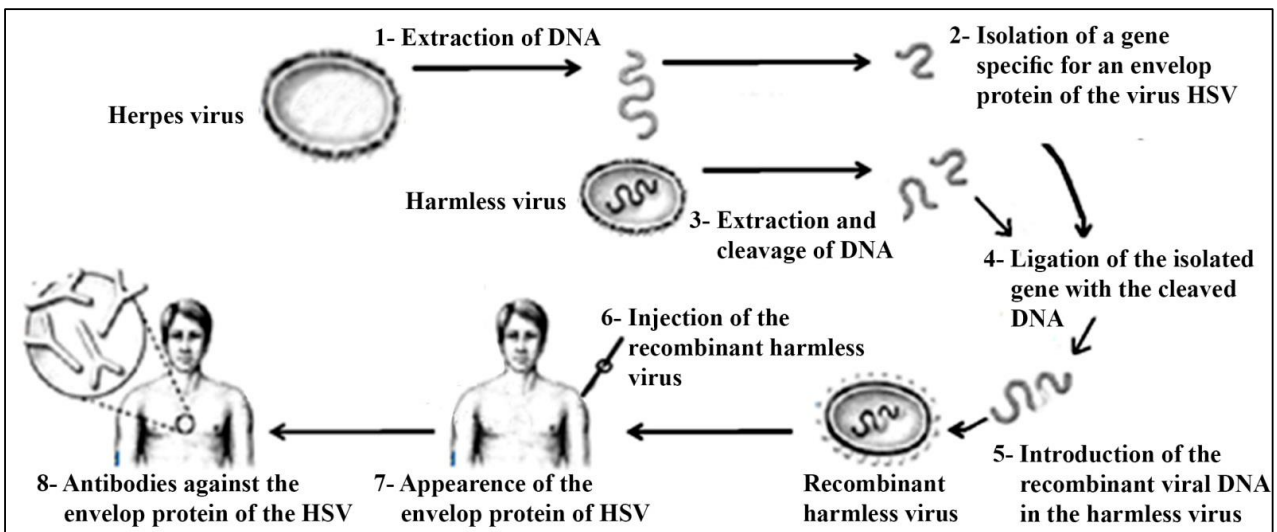 1- Extraction of DNA
2- Isolation of a gene
specific for an envelop
protein of the virus HSV
Herpes virus
Harmless virus
3- Extraction and
cleavage of DNA
4- Ligation of the isolated
gene with the cleaved
DNA
5- Introduction of the
recombinant viral DNA
in the harmless virus
Recombinant
harmless virus
6- Injection of the
recombinant harmless
virus
7- Appearence of the
envelop protein of HSV
8- Antibodies against the
envelop protein of the HSV